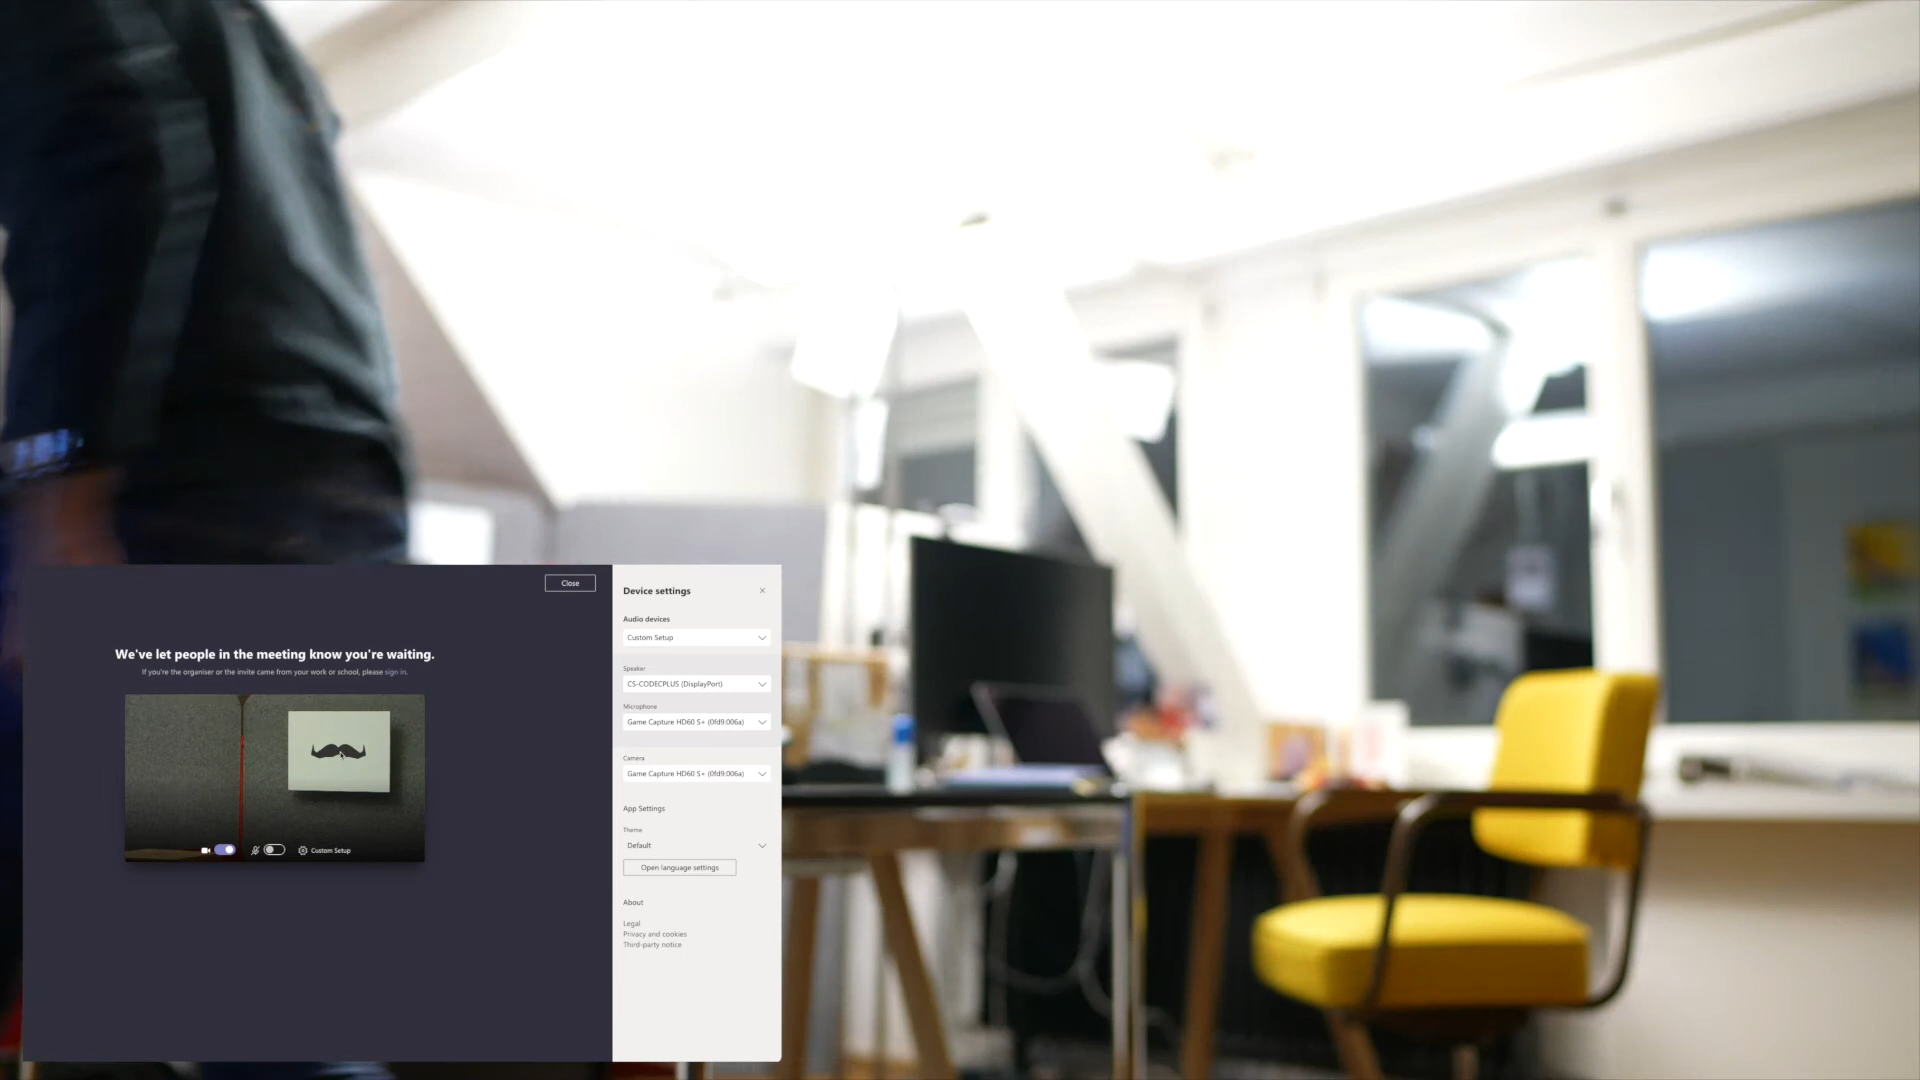 Close
We've let people in the meeting know you're waiting.
If you're the organiser or the invite came from your work or school, please sign in.
Custom Setup
Device settings
Audio devices
Custom Setup
Speaker
CS-CODECPLUS (DisplayPort)
Microphone
Game Capture HD60 S+ (0fd9:006a)
Camera
Game Capture HD60 S+ (0fd9:006a)
App Settings
Theme
Default
Open language settings
About
Legal
Privacy and cookies
Third-party notice